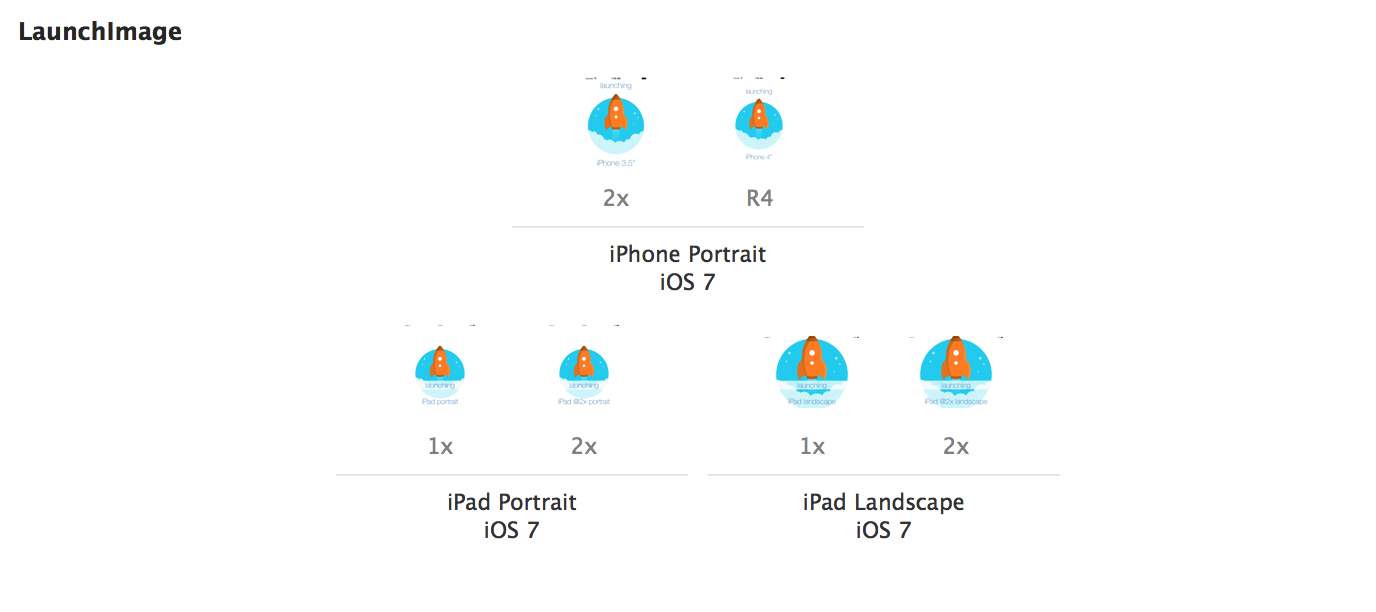 LaunchImage
launching
launching
iPhone 3.5"
iPhone 4"
2x
R4
iPhone Portrait
iOS 7
launching
launching
launching
launching
iPad portrait
iPad @2x portrait
iPad landscape
iPad @2x landscape
1x
2x
1x
2x
iPad Portrait
iOS 7
iPad Landscape
iOS 7